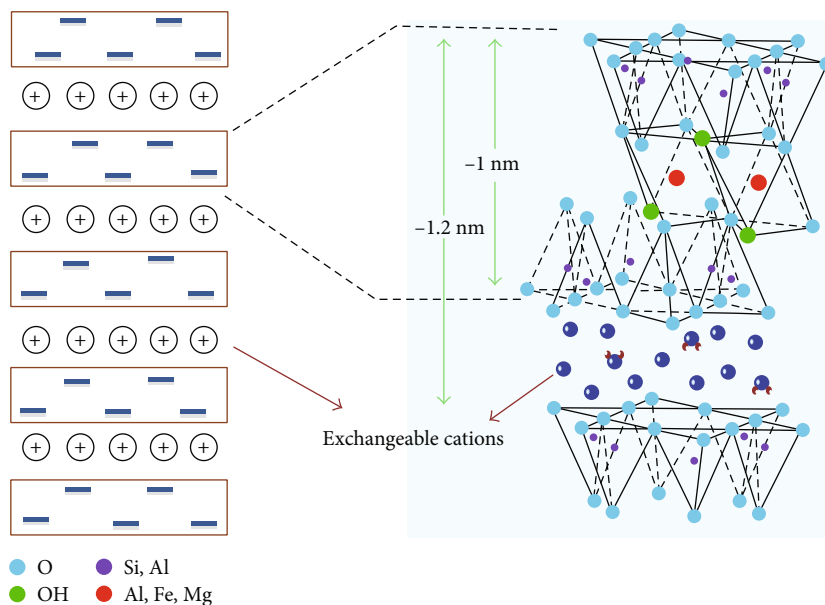 –1 nm
–1.2 nm
Exchangeable cations
O
Si, Al
OH
Al, Fe, Mg